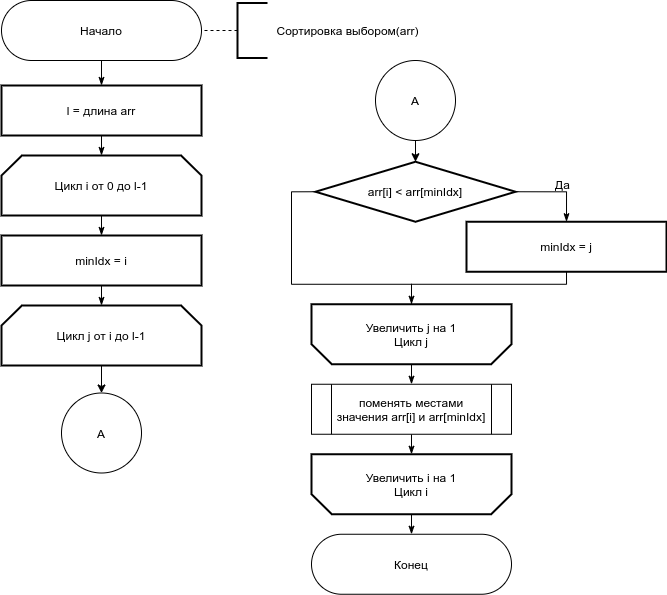 Начало
Сортировка выбором(arr)
l = длина arr
Цикл i от 0 до l-1
minIdx = i
Цикл j от i до l-1
A
A
arr[i] < arr[minIdx]
Да
minIdx = j
Увеличить j на 1
Цикл j
поменять местами
значения arr[i] и arr[minIdx]
Увеличить i на 1
Цикл i
Конец